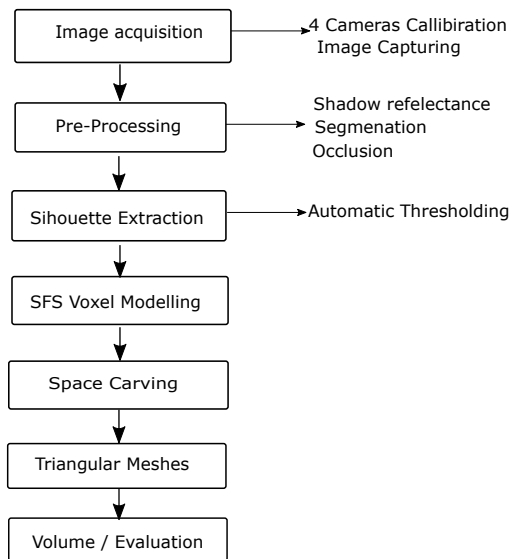 Image acquisition
4 Cameras Callibiration
Image Capturing
Pre-Processing
Shadow refelectance
Segmenation
Occlusion
Sihouette Extraction
Automatic Thresholding
SFS Voxel Modelling
Space Carving
Triangular Meshes
Volume / Evaluation